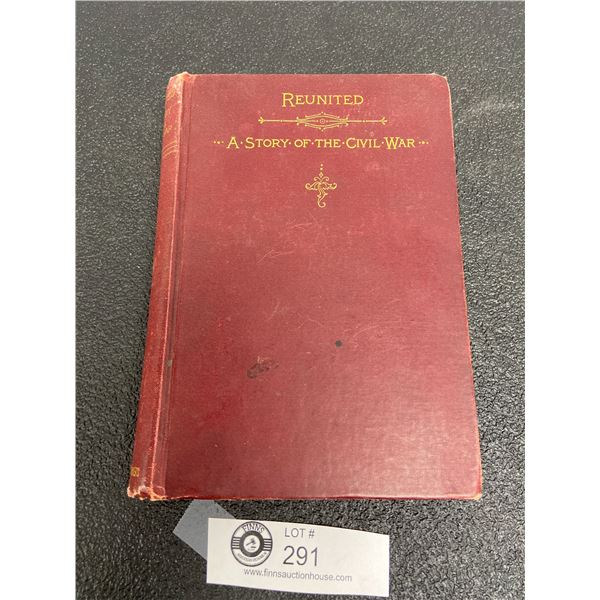 REUNITED
A·STORY·OF·THE·CIVIL·WAR
FINNS
LOT #
291
www.finnsauctionhouse.com